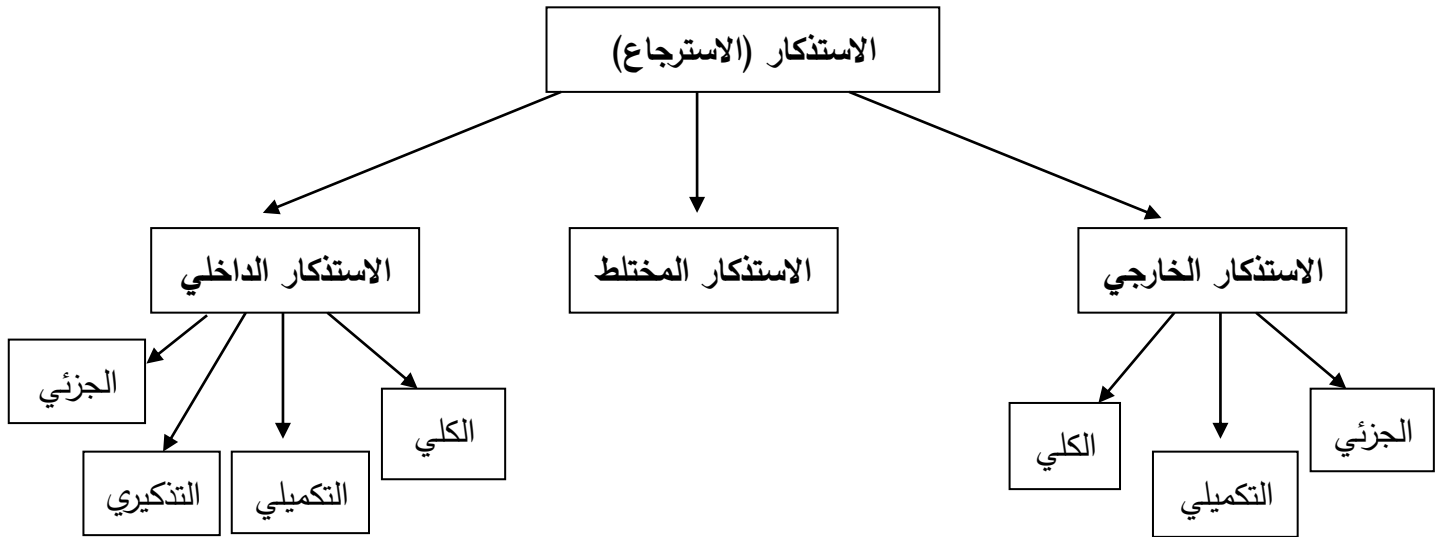 الاستذكار (الاسترجاع)
الاستذكار الخارجي
الاستذكار المختلط
الاستذكار الداخلي
الجزئي
التكميلي
الكلي
الكلي
التكميلي
التذكيري
الجزئي